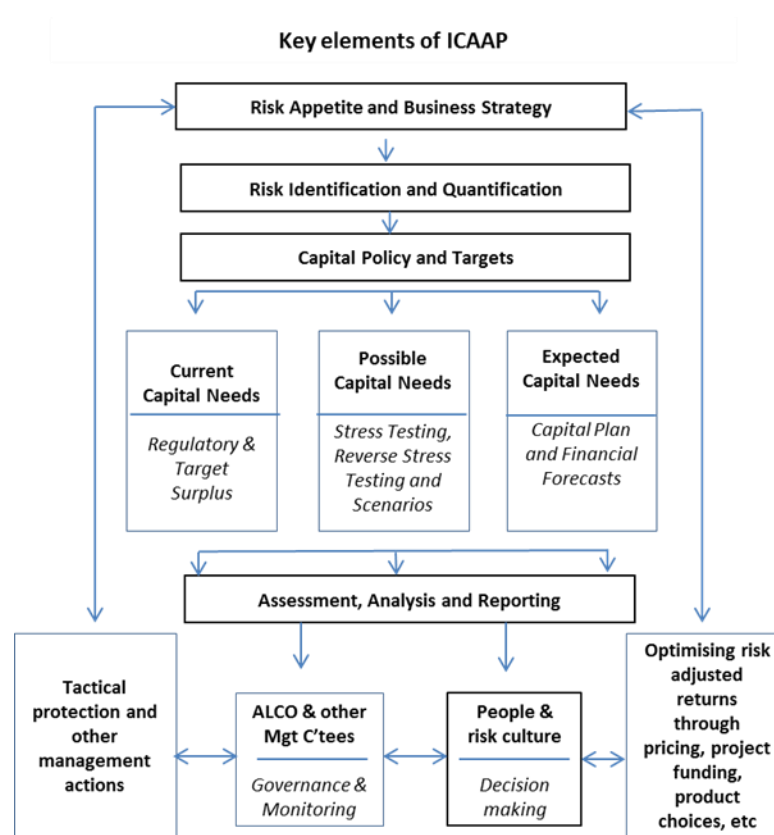 Key elements of ICAAP
Risk Appetite and Business Strategy
Risk Identification and Quantification
Capital Policy and Targets
Current
Capital Needs
Regulatory &
Target
Surplus
Possible
Capital Needs
Stress Testing,
Reverse Stress
Testing and
Scenarios
Expected
Capital Needs
Capital Plan
and Financial
Forecasts
Assessment, Analysis and Reporting
Tactical
protection and
other
management
actions
ALCO & other
Mgt C'tees
Governance &
Monitoring
People &
risk culture
Decision
making
Optimising risk
adjusted
returns
through
pricing, project
funding,
product
choices, etc